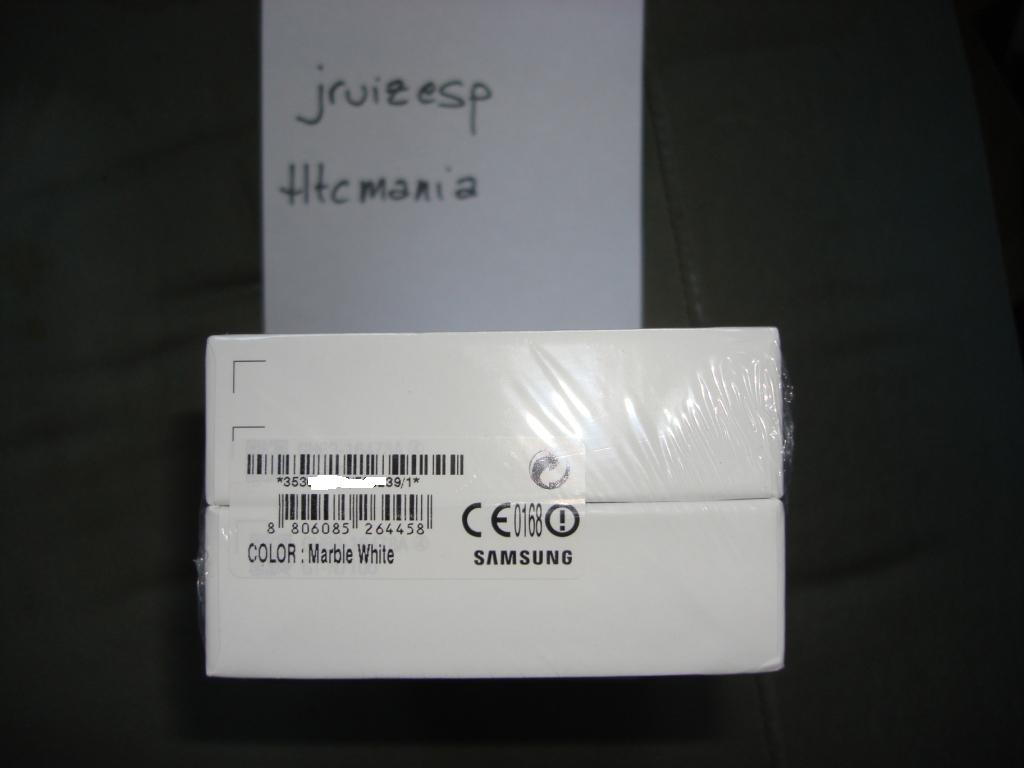 jruizesp
Htcmania
*353 39/1*
8 806085 264458
CE0168
COLOR : Marble White
SAMSUNG